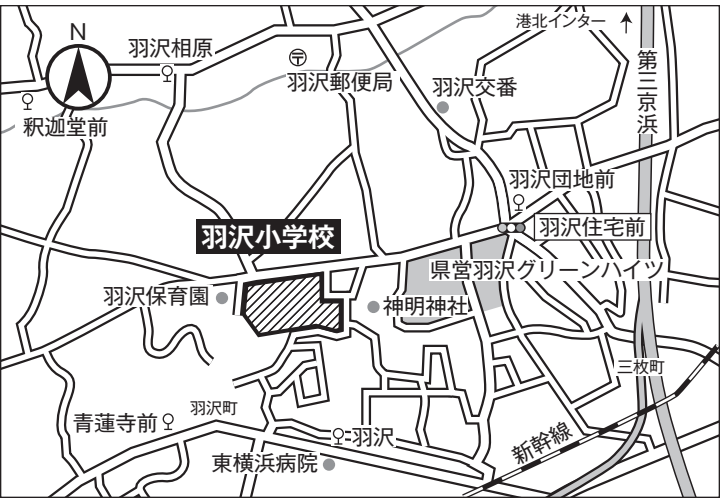 港北インター
N
羽沢相原
第三京浜
〒
羽沢郵便局
羽沢交番
釈迦堂前
羽沢団地前
羽沢小学校
羽沢住宅前
県営羽沢グリーンハイツ
羽沢保育園
神明神社
三枚町
羽沢町
青蓮寺前
羽沢
新幹線
東横浜病院